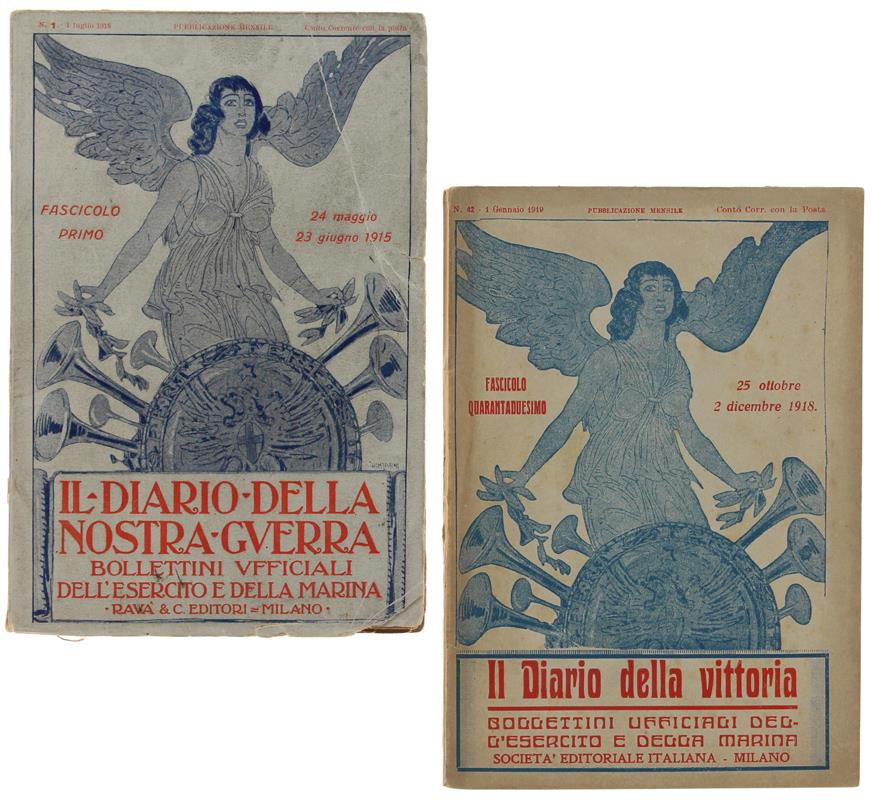 N. 1 - 1 luglio 1915 PUBBLICAZIONE MENSILE Conto Corrente con la posta
FASCICOLO
PRIMO
24 maggio
23 giugno 1915
IL·DIARIO·DELLA
NOSTRA·GVERRA
BOLLETTINI VFFICIALI
DELL'ESERCITO E DELLA MARINA
·RAVA' & C. EDITORI = MILANO·
N. 42 - 1 Gennaio 1919 PUBBLICAZIONE MENSILE Conto Corr. con la Posta
FASCICOLO
QUARANTADUESIMO
25 ottobre
2 dicembre 1918.
Il Diario della vittoria
BOLLETTINI UFFICIALI DEL-
L'ESERCITO E DELLA MARINA
SOCIETA' EDITORIALE ITALIANA - MILANO